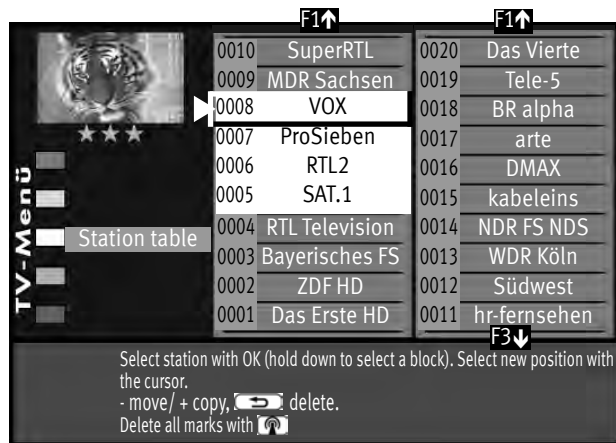 F1↑ F1↑
0010 SuperRTL
0009 MDR Sachsen
0008 VOX
0007 ProSieben
0006 RTL2
0005 SAT.1
0004 RTL Television
0003 Bayerisches FS
0002 ZDF HD
0001 Das Erste HD
0020 Das Vierte
0019 Tele-5
0018 BR alpha
0017 arte
0016 DMAX
0015 kabeleins
0014 NDR FS NDS
0013 WDR Köln
0012 Südwest
0011 hr-fernsehen
F3↓
TV-Menü
Station table
Select station with OK (hold down to select a block). Select new position with
the cursor.
- move/ + copy, delete.
Delete all marks with